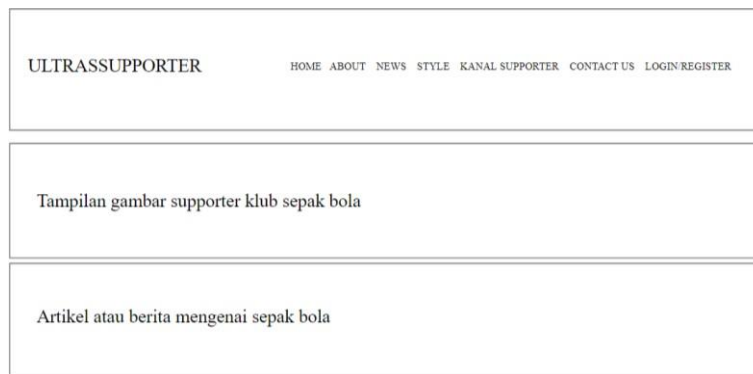 ULTRASSUPPORTER
HOME ABOUT NEWS STYLE KANAL SUPPORTER CONTACT US LOGIN/REGISTER
Tampilan gambar supporter klub sepak bola
Artikel atau berita mengenai sepak bola